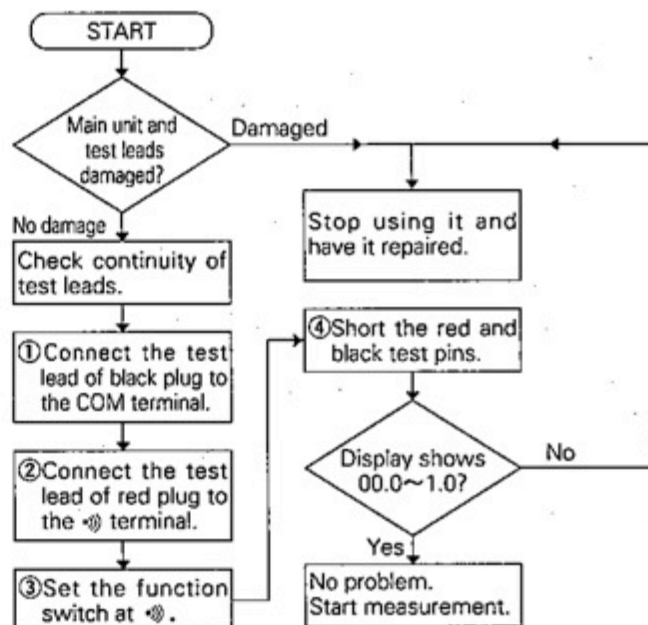 START
Main unit and
test leads
damaged?
Damaged
No damage
Stop using it and
have it repaired.
Check continuity of
test leads.
①Connect the test
lead of black plug to
the COM terminal.
②Connect the test
lead of red plug to
the •))) terminal.
③Set the function
switch at •))).
④Short the red and
black test pins.
Display shows
00.0~1.0?
No
Yes
No problem.
Start measurement.